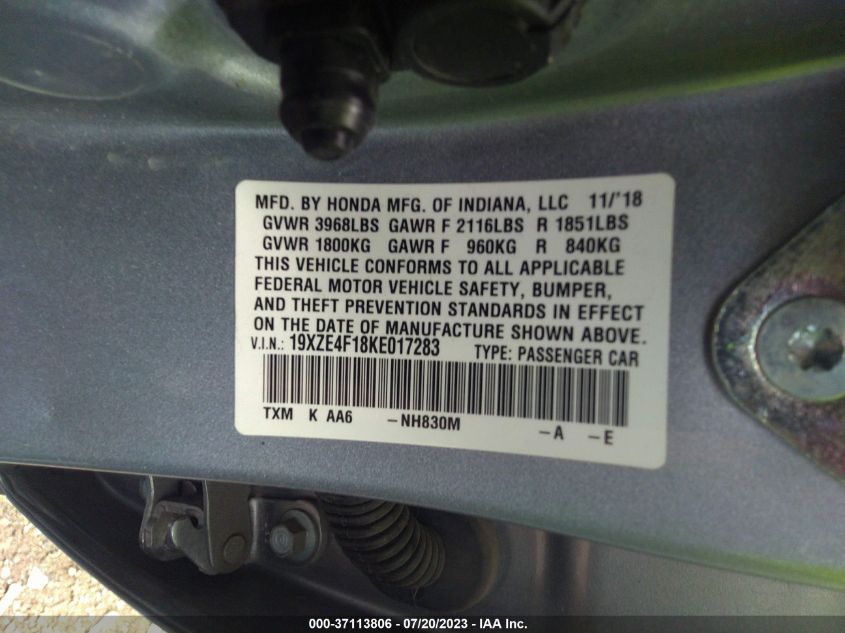 MFD. BY HONDA MFG. OF INDIANA, LLC 11/'18
GVWR 3968LBS GAWR F 2116LBS R 1851LBS
GVWR 1800KG GAWR F 960KG R 840KG
THIS VEHICLE CONFORMS TO ALL APPLICABLE
FEDERAL MOTOR VEHICLE SAFETY, BUMPER,
AND THEFT PREVENTION STANDARDS IN EFFECT
ON THE DATE OF MANUFACTURE SHOWN ABOVE.
V.I.N.: 19XZE4F18KE017283 TYPE: PASSENGER CAR
TXM K AA6 -NH830M -A -E
000-37113806 - 07/20/2023 - IAA Inc.